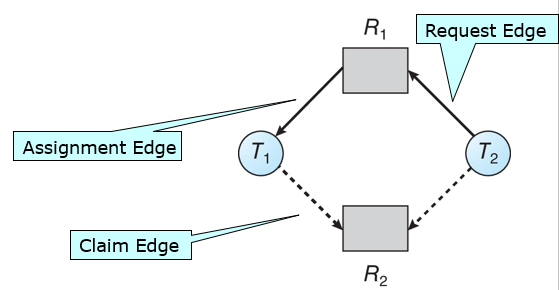 R1
Request Edge
Assignment Edge
T1
T2
Claim Edge
R2